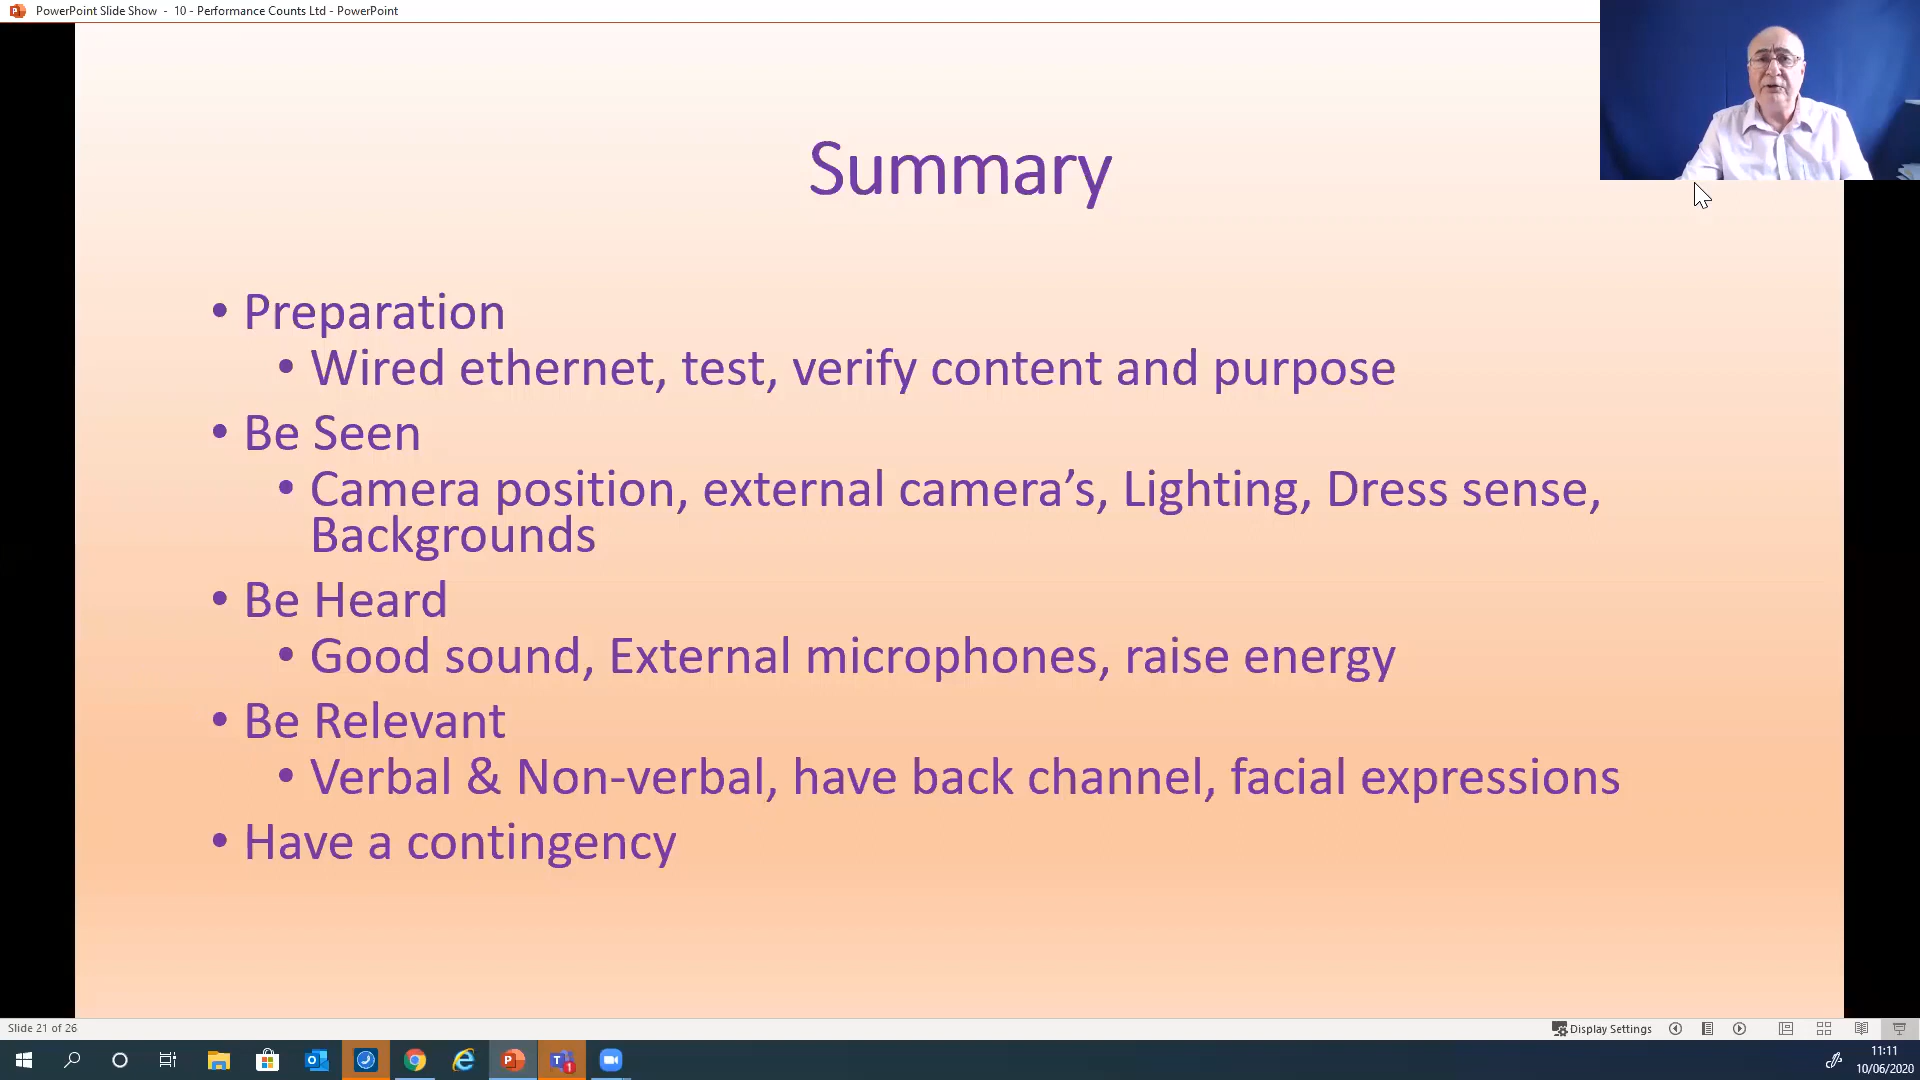 PowerPoint Slide Show - 10 - Performance Counts Ltd - PowerPoint
Summary
• Preparation
• Wired ethernet, test, verify content and purpose
• Be Seen
• Camera position, external camera’s, Lighting, Dress sense,
Backgrounds
• Be Heard
• Good sound, External microphones, raise energy
• Be Relevant
• Verbal & Non-verbal, have back channel, facial expressions
• Have a contingency
Slide 21 of 26
Display Settings
11:11
10/06/2020